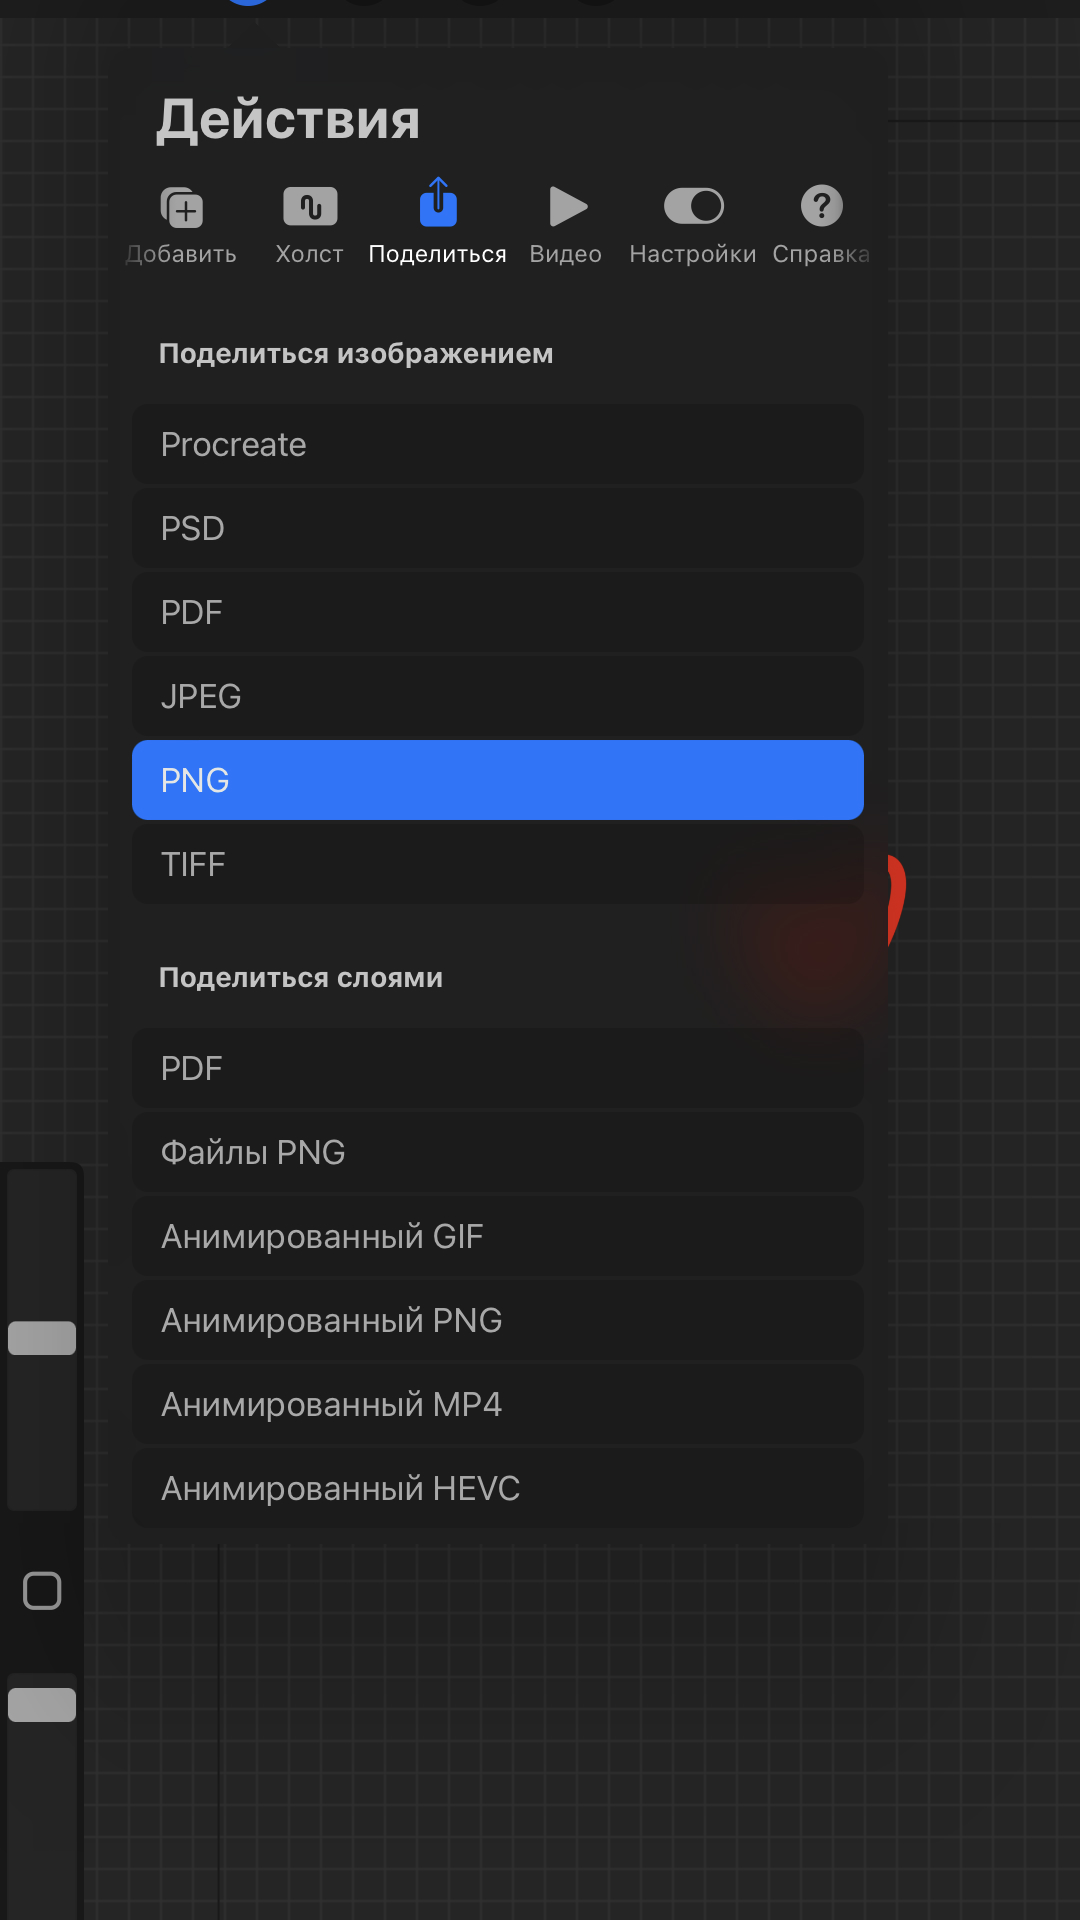 Действия
Добавить Холст Поделиться Видео Настройки Справка
Поделиться изображением
Procreate
PSD
PDF
JPEG
PNG
TIFF
Поделиться слоями
PDF
Файлы PNG
Анимированный GIF
Анимированный PNG
Анимированный MP4
Анимированный HEVC